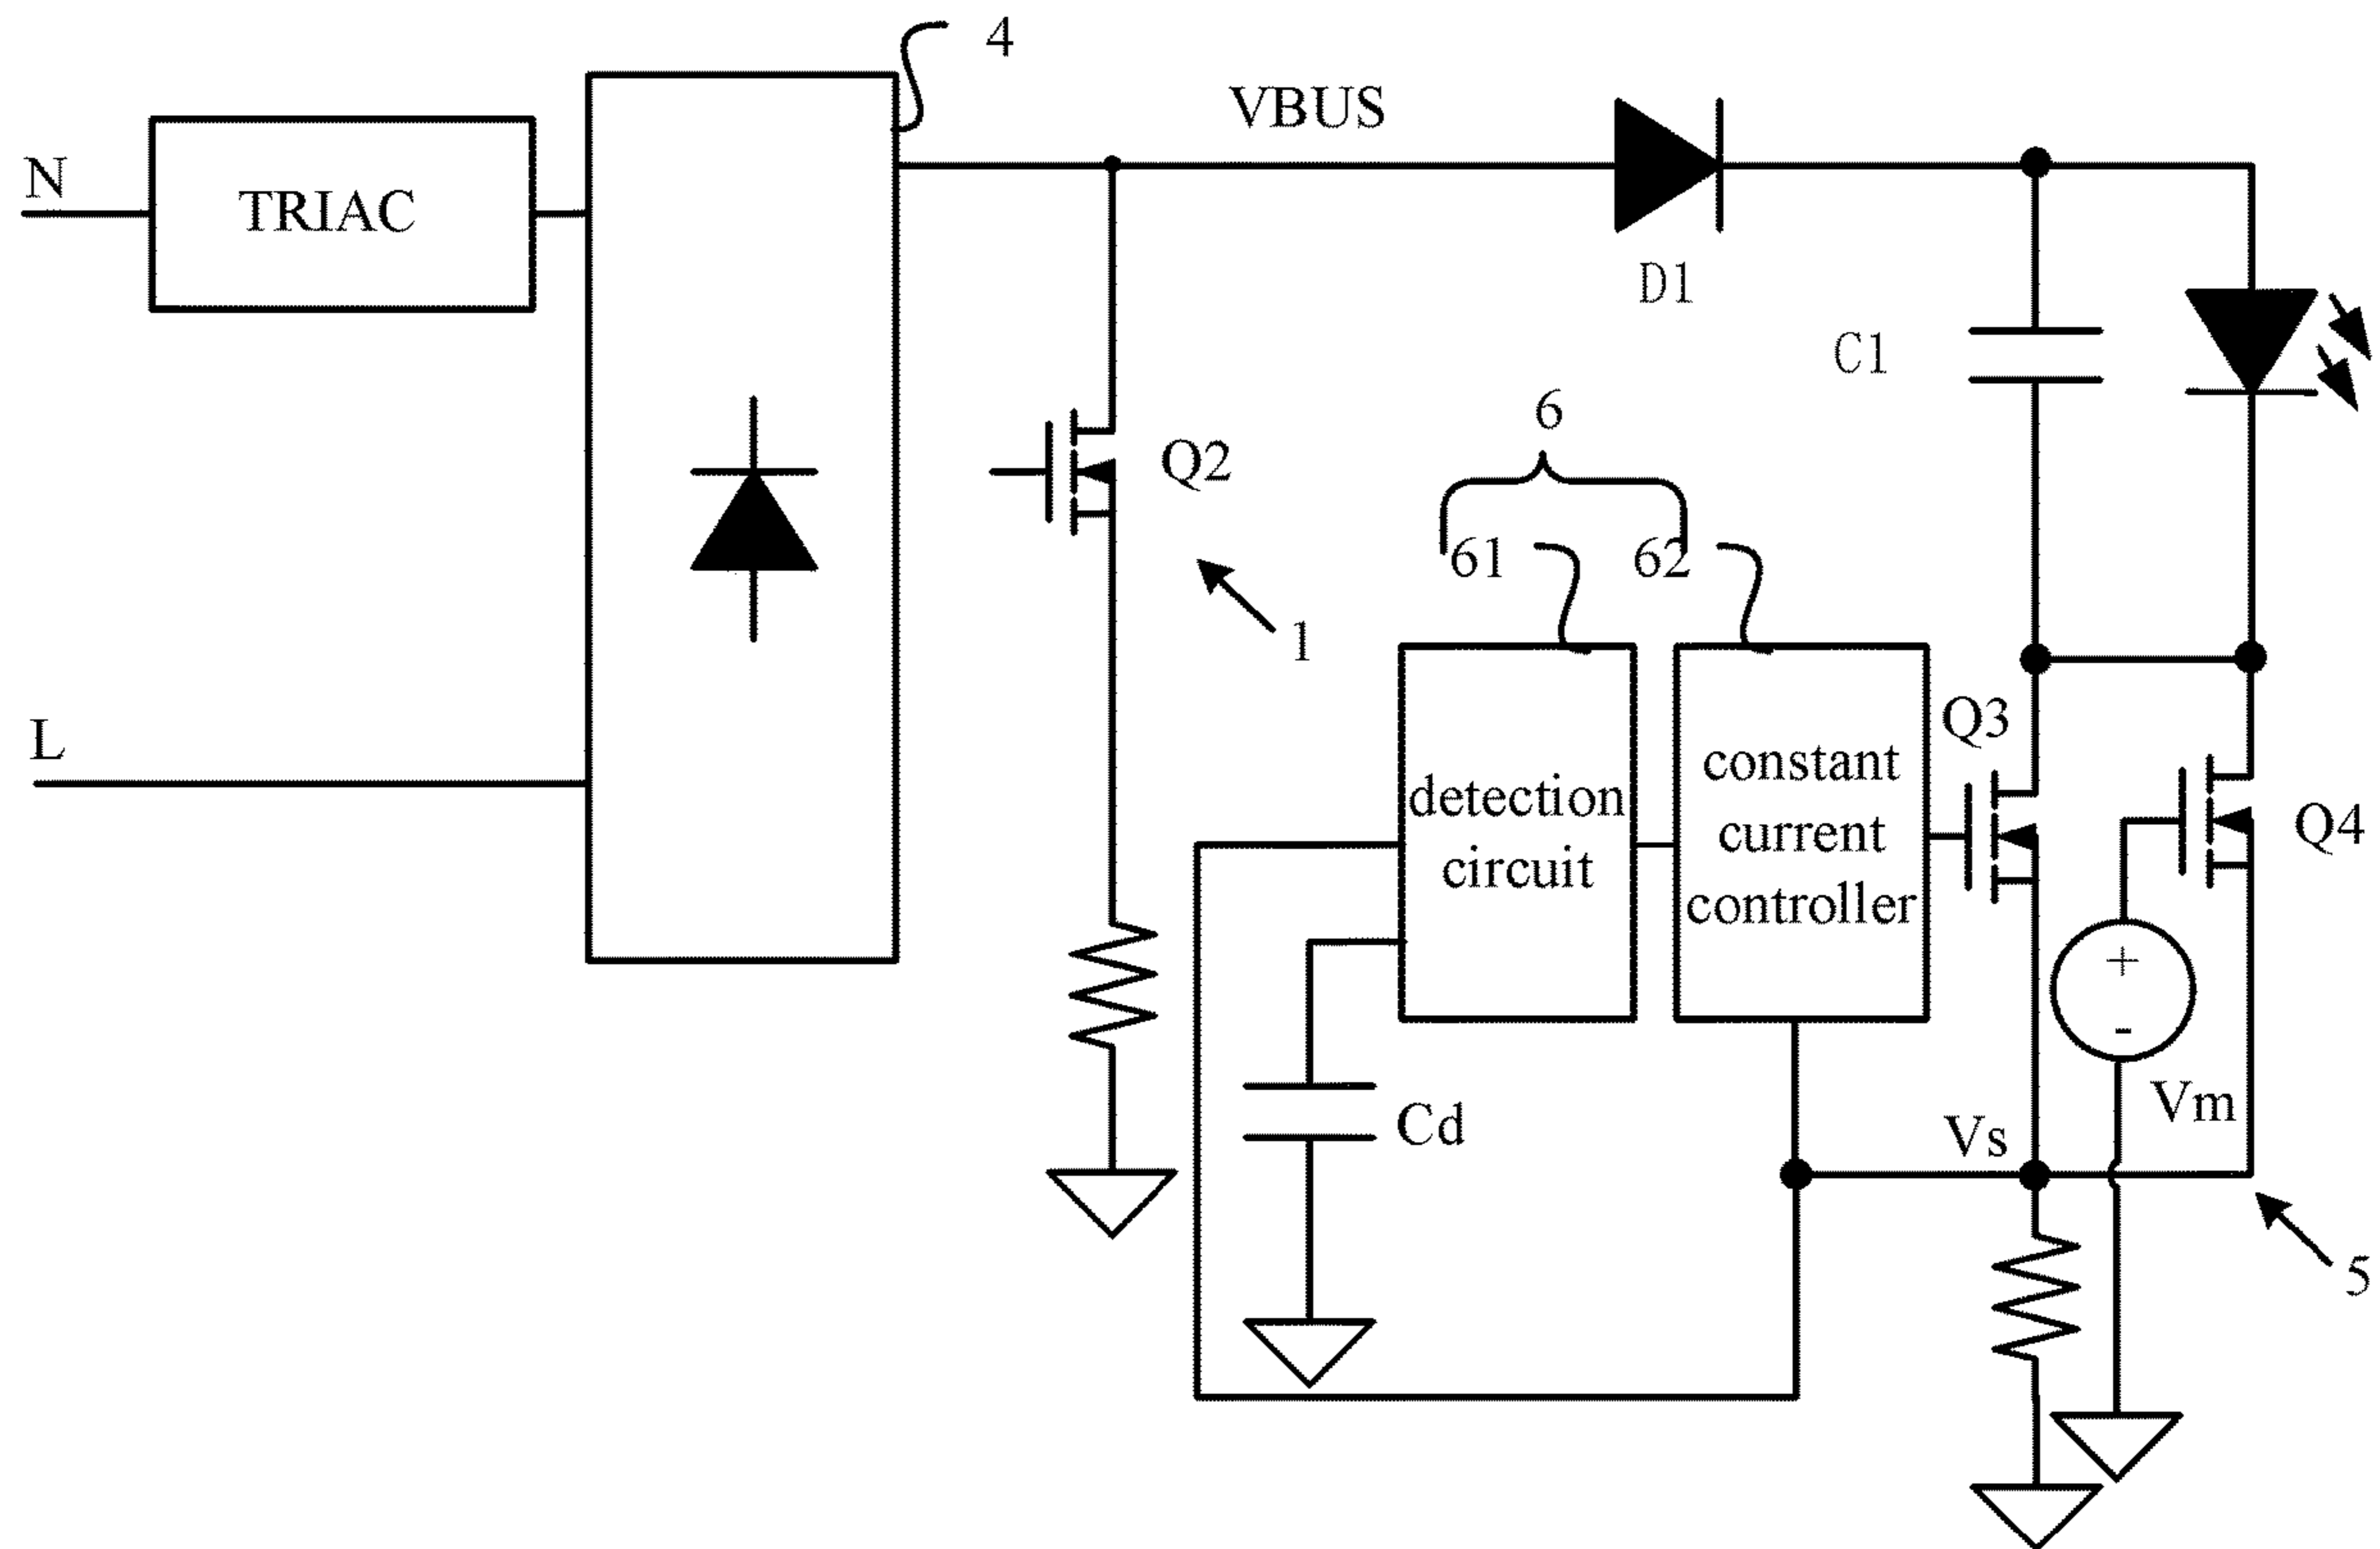 4
VBUS
N
TRIAC
D1
C1
6
Q2
61
62
1
Q3
L
constant
current
controller
detection
circuit
Q4
+
-
Cd
Vm
Vs
5